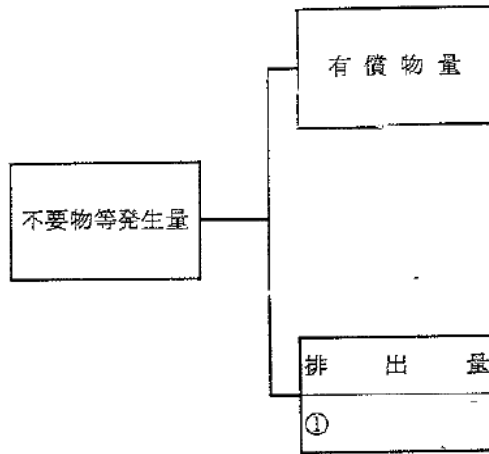 有償物量
不要物等発生量
排出量
①